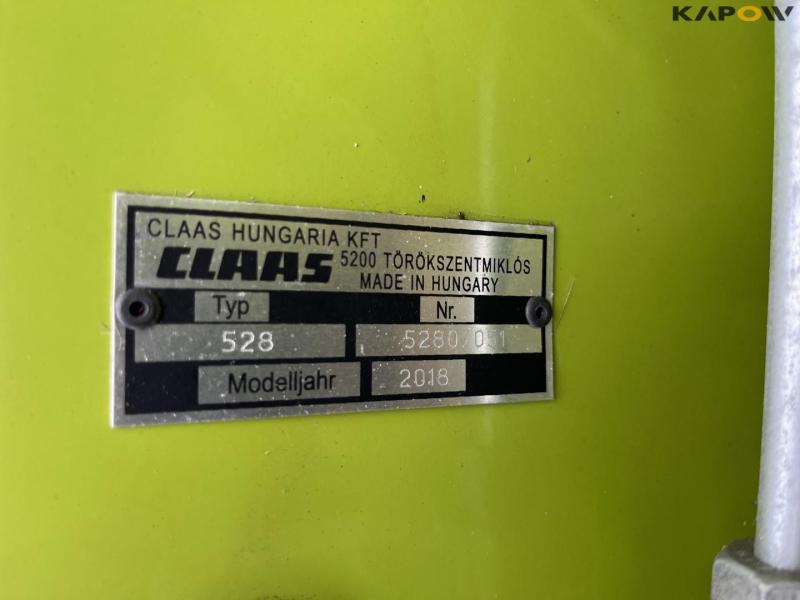 KAPOW
CLAAS HUNGARIA KFT
CLAAS 5200 TÖRÖKSZENTMIKLÓS
MADE IN HUNGARY
Typ Nr.
528
Modelljahr 2018